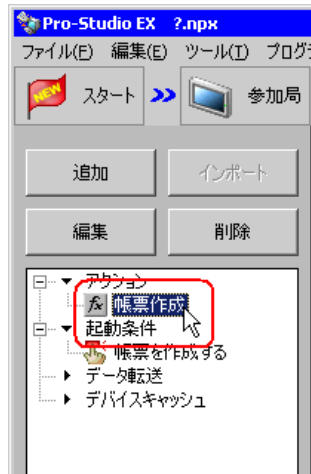 Pro-Studio EX ?.npx
ファイル(F) 編集(E) ツール(T) プログ
NEW スタート 参加局
追加 インポート
編集 削除
アクション
fx 帳票作成
起動条件
帳票を作成する
データ転送
デバイスキャッシュ